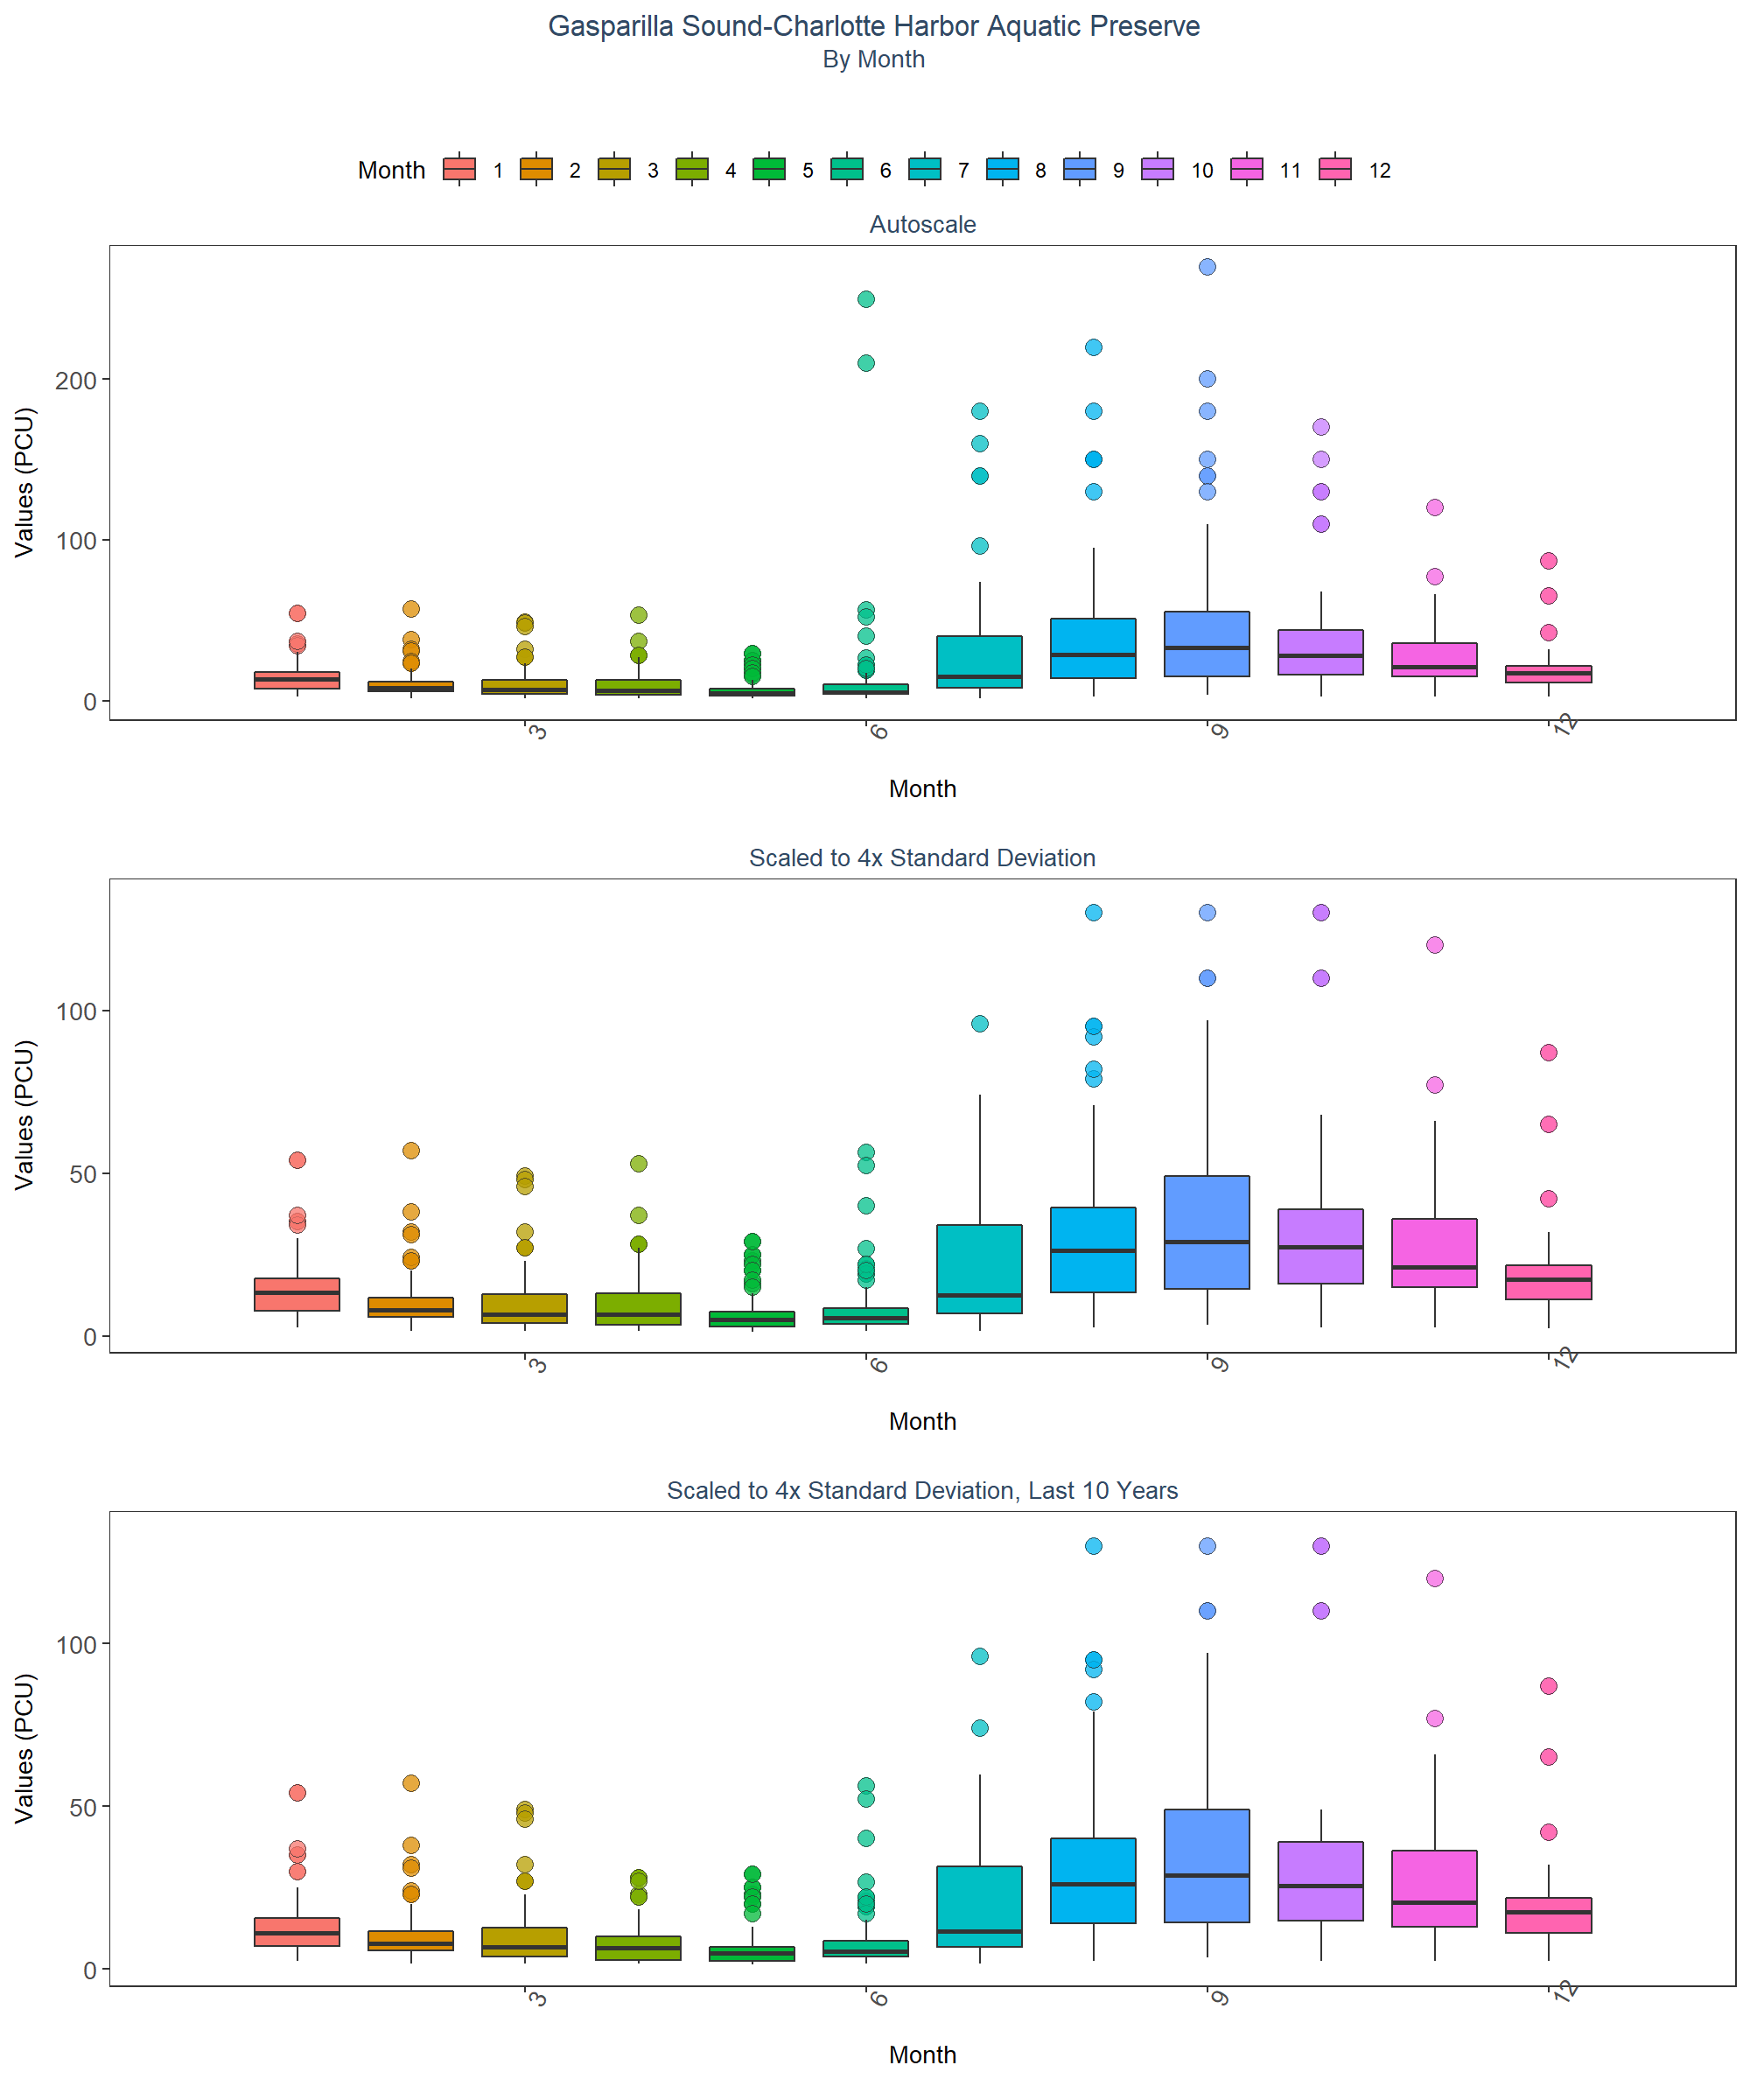 Gasparilla Sound-Charlotte Harbor Aquatic Preserve
By Month
Month 1 2 3 4 5 6 7 8 9 10 11 12
Autoscale
Values (PCU)
200
100
0
3 6 9 12
Month
Scaled to 4x Standard Deviation
Values (PCU)
100
50
0
3 6 9 12
Month
Scaled to 4x Standard Deviation, Last 10 Years
Values (PCU)
100
50
0
3 6 9 12
Month